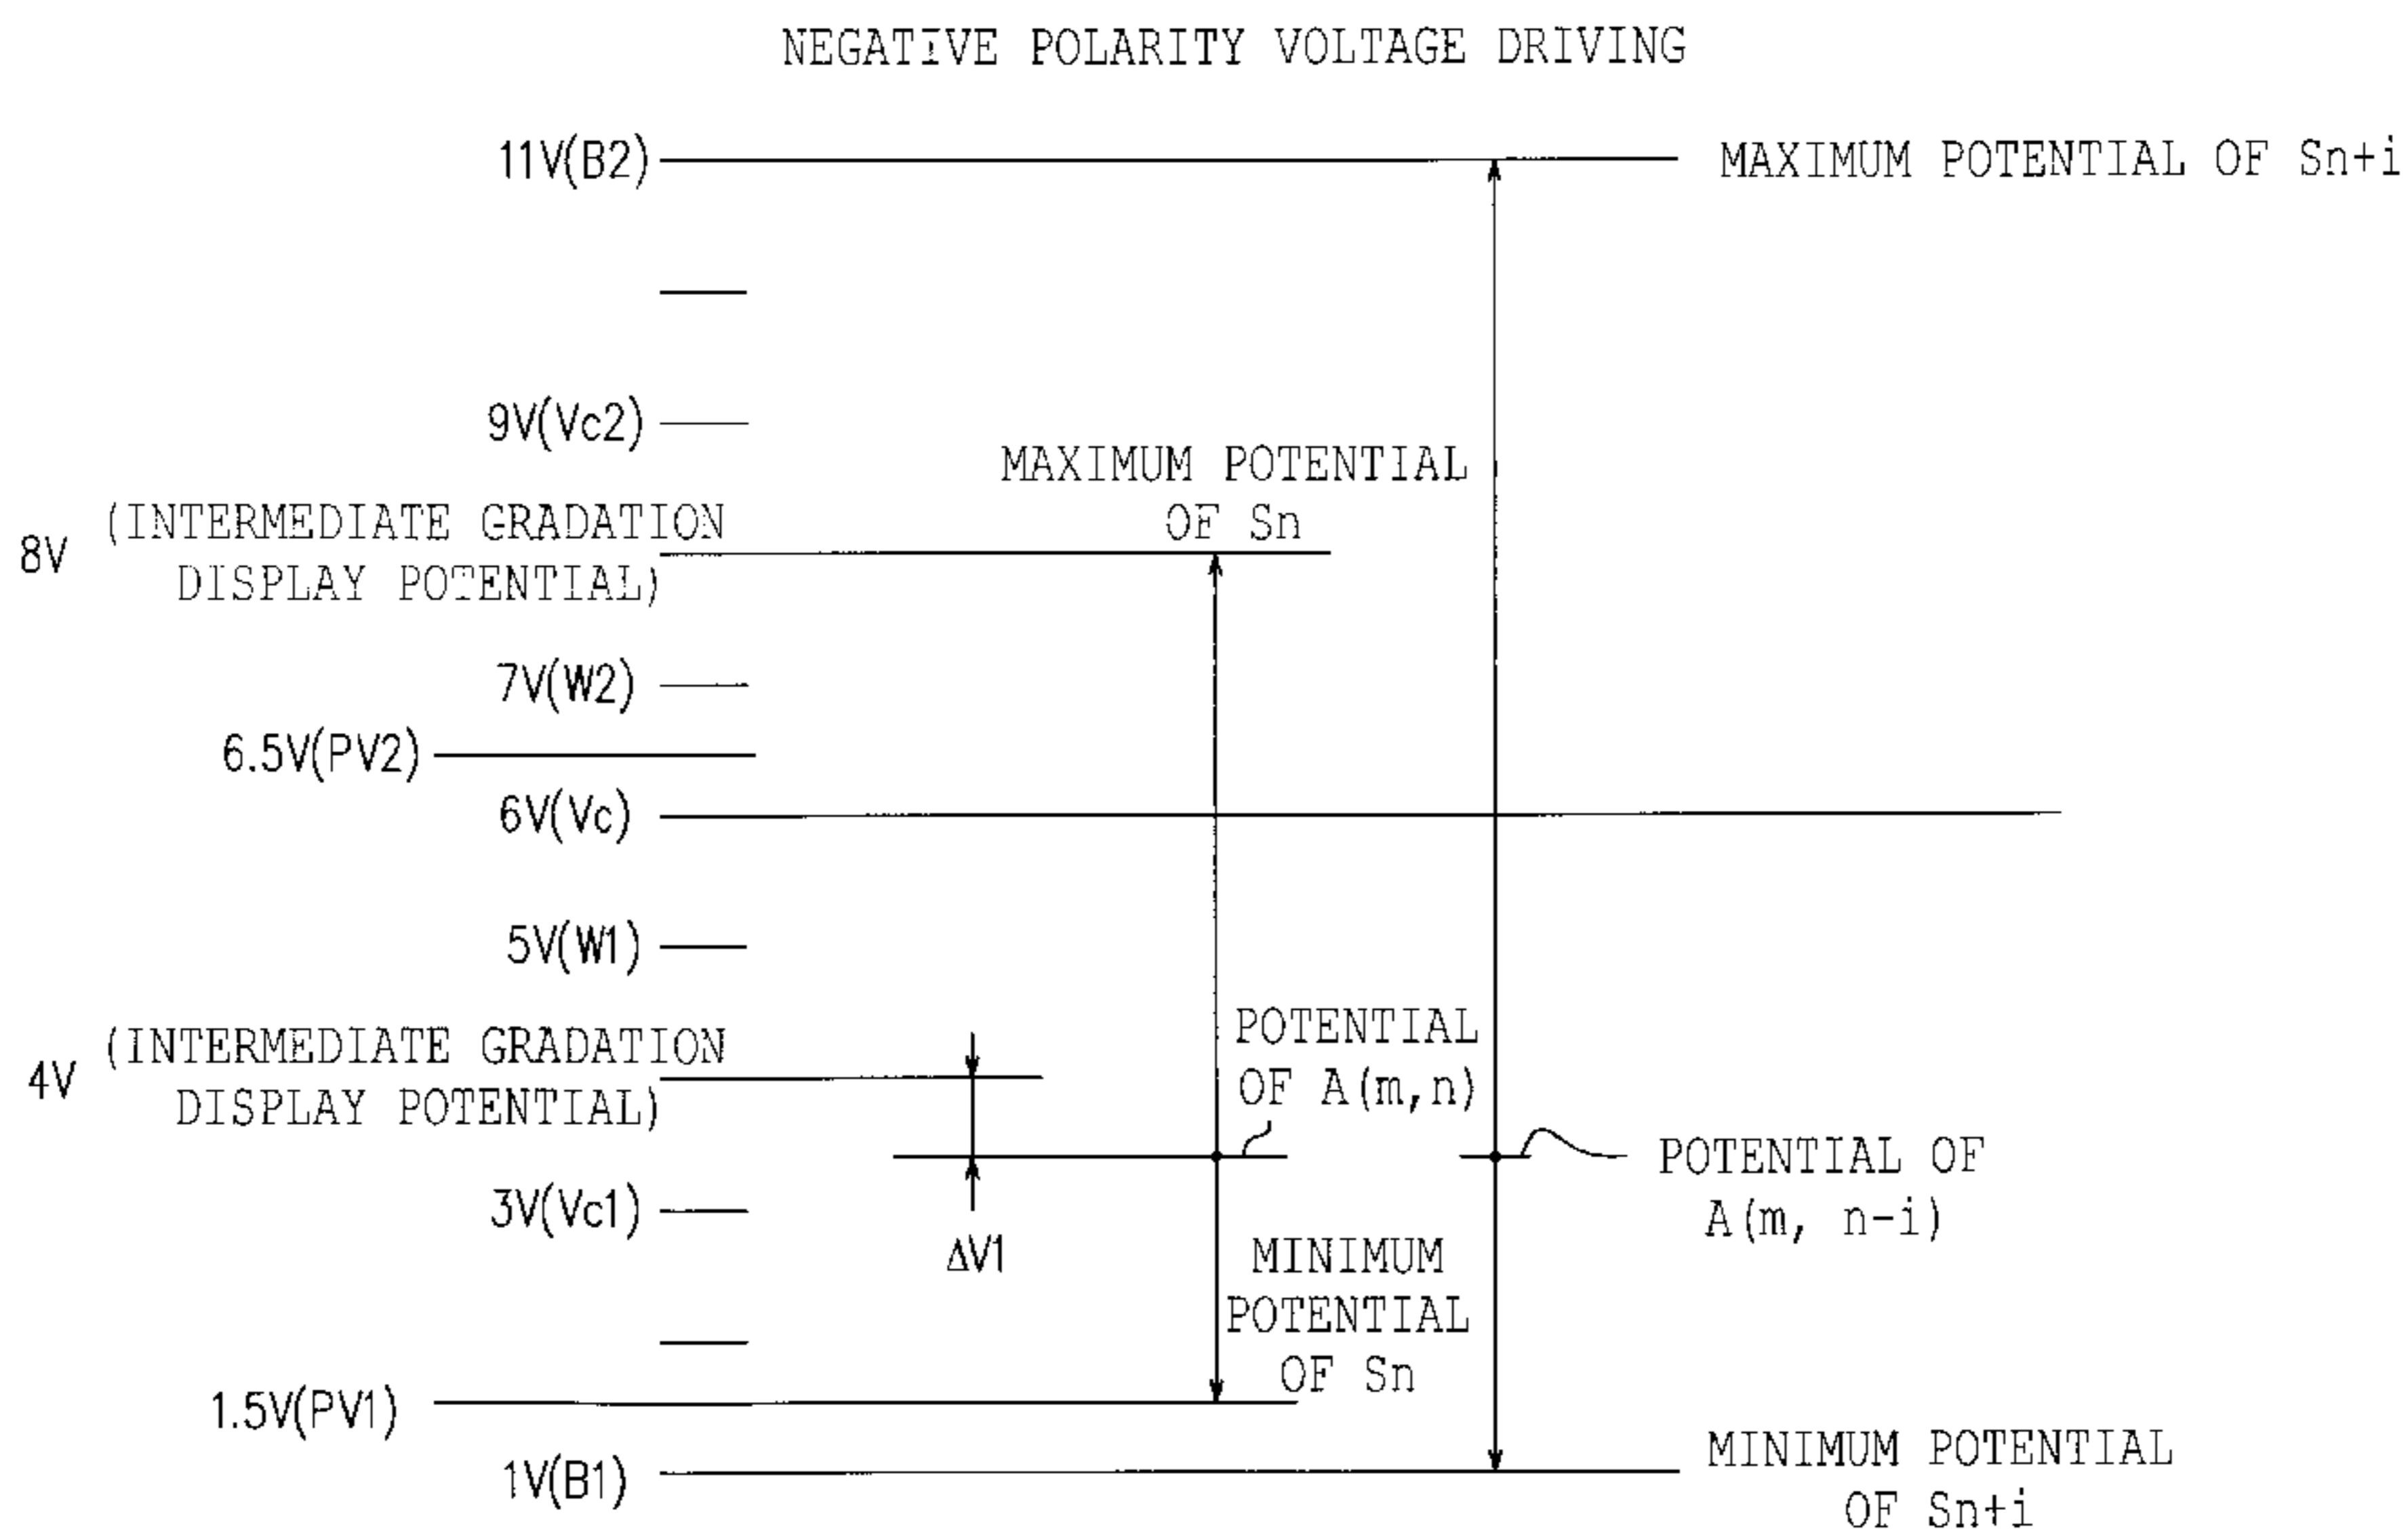 NEGATIVE POLARITY VOLTAGE DRIVING
11V(B2)
MAXIMUM POTENTIAL OF Sn+i
9V(Vc2)
MAXIMUM POTENTIAL
OF Sn
8V
(INTERMEDIATE GRADATION
DISPLAY POTENTIAL)
7V(W2)
6.5V(PV2)
6V(Vc)
5V(W1)
POTENTIAL
OF A(m,n)
4V
(INTERMEDIATE GRADATION
DISPLAY POTENTIAL)
POTENTIAL OF
A(m, n-i)
3V(Vc1)
ΔV1
MINIMUM
POTENTIAL
OF Sn
1.5V(PV1)
1V(B1)
MINIMUM POTENTIAL
OF Sn+i